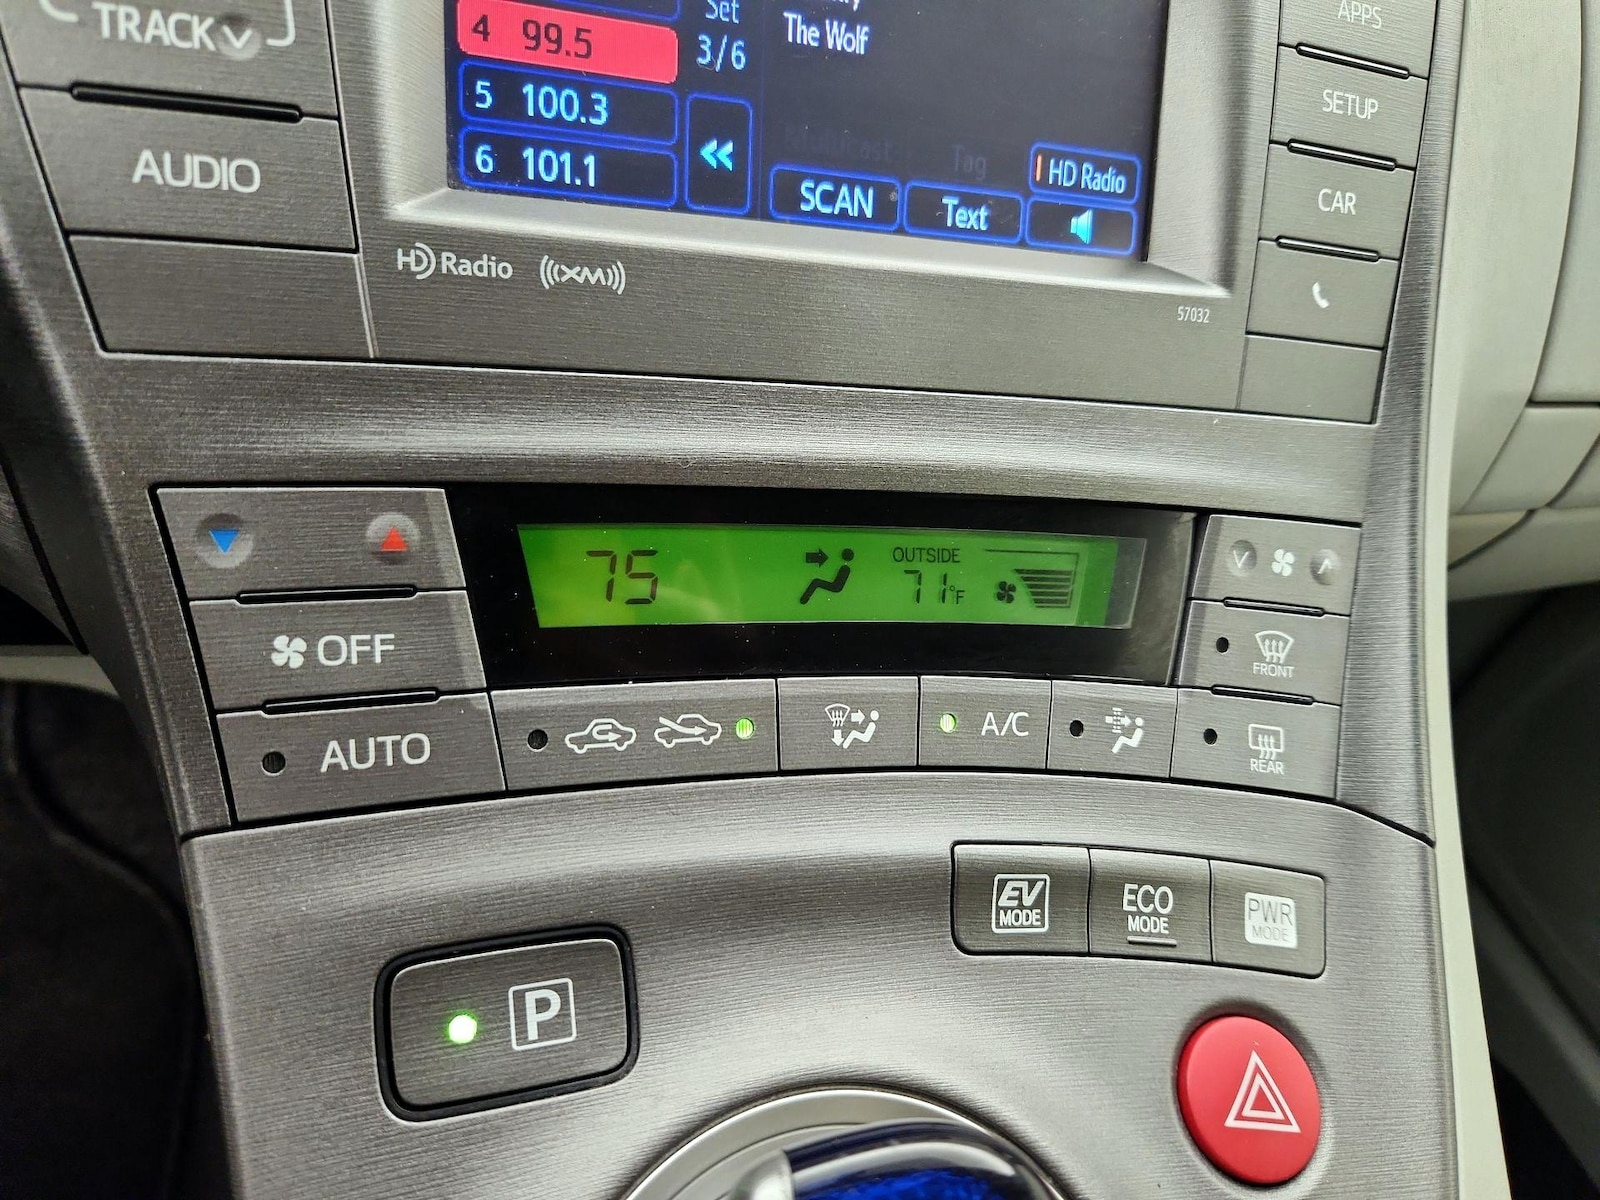 TRACK
4 99.5
5 100.3
6 101.1
Set
3/6
The Wolf
SCAN
Tag
Text
HD Radio
APPS
SETUP
CAR
AUDIO
HD Radio
((XM))
57032
75
OUTSIDE
71°F
OFF
AUTO
A/C
FRONT
REAR
EV
MODE
ECO
MODE
PWR
MODE
P